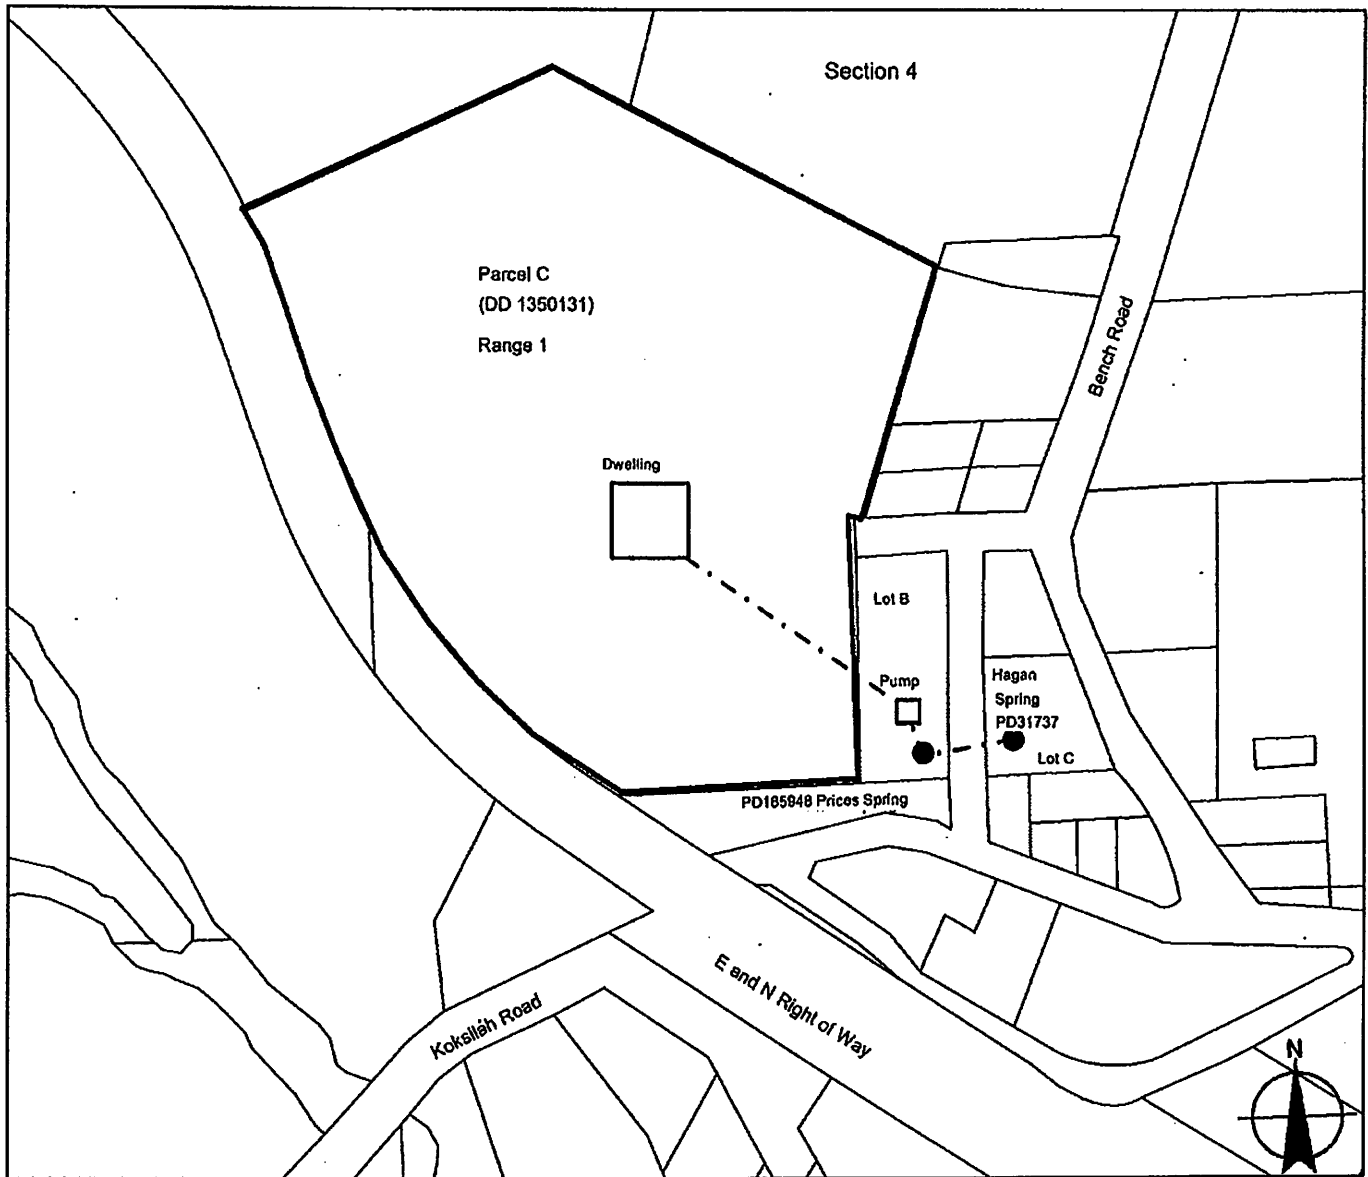 Section 4
Parcel C
(DD 1350131)
Range 1
Bench Road
Dwelling
Lot B
Pump
Hagan
Spring
PD31737
Lot C
PD185948 Prices Spring
E and N Right of Way
Koksilah Road
N